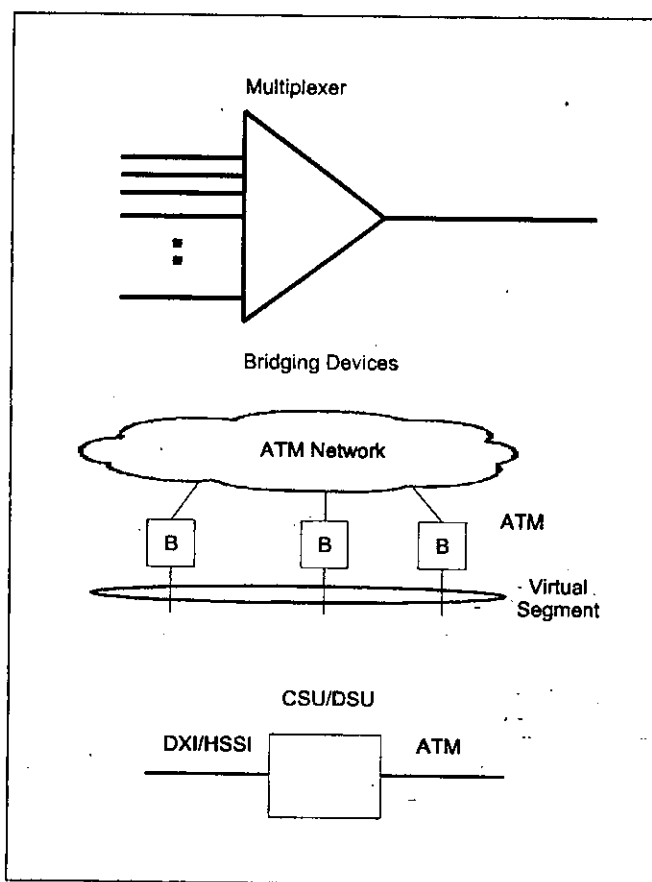 Multiplexer
Bridging Devices
ATM Network
B
B
B
ATM
Virtual
Segment
CSU/DSU
DXI/HSSI
ATM